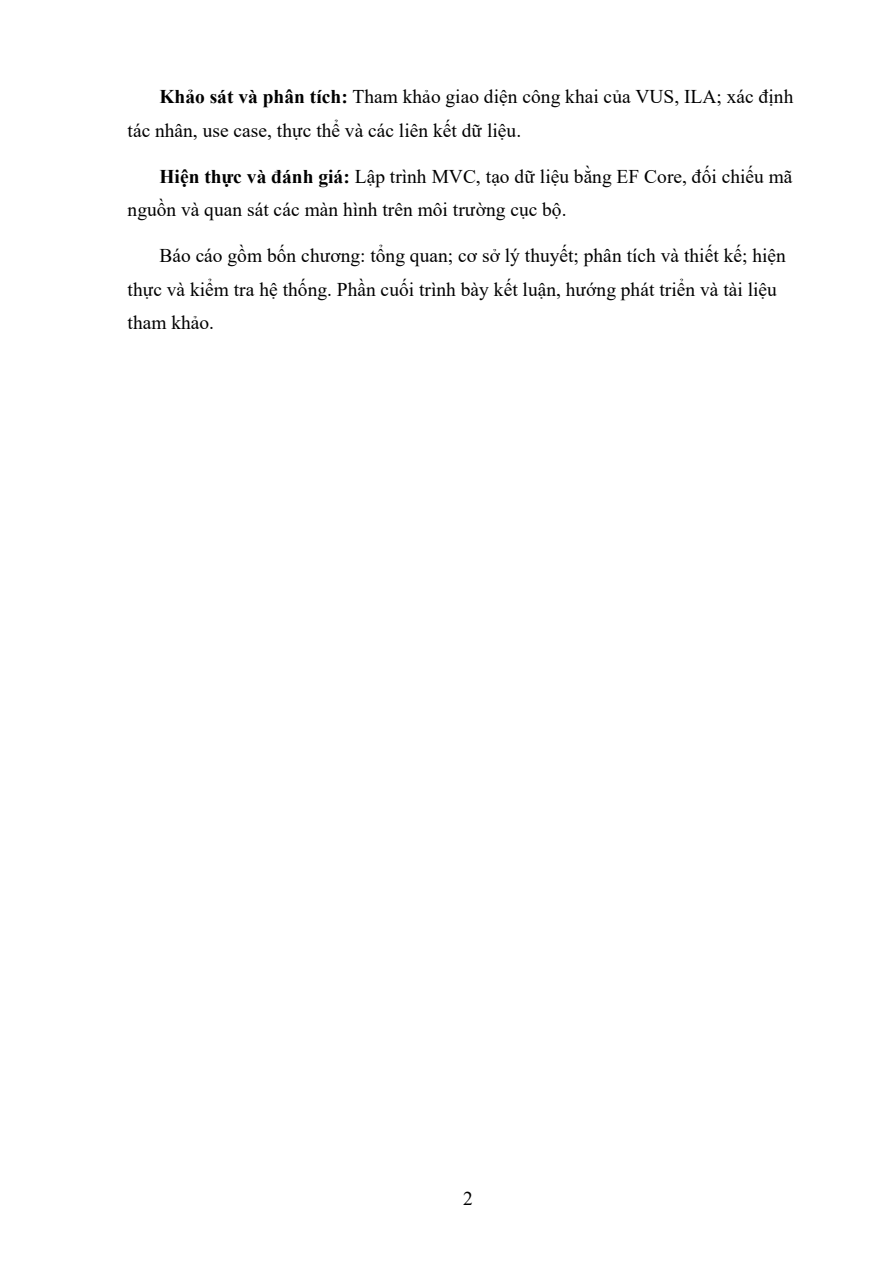 Khảo sát và phân tích: Tham khảo giao diện công khai của VUS, ILA; xác định
tác nhân, use case, thực thể và các liên kết dữ liệu.
Hiện thực và đánh giá: Lập trình MVC, tạo dữ liệu bằng EF Core, đối chiếu mã
nguồn và quan sát các màn hình trên môi trường cục bộ.
Báo cáo gồm bốn chương: tổng quan; cơ sở lý thuyết; phân tích và thiết kế; hiện
thực và kiểm tra hệ thống. Phần cuối trình bày kết luận, hướng phát triển và tài liệu
tham khảo.
2